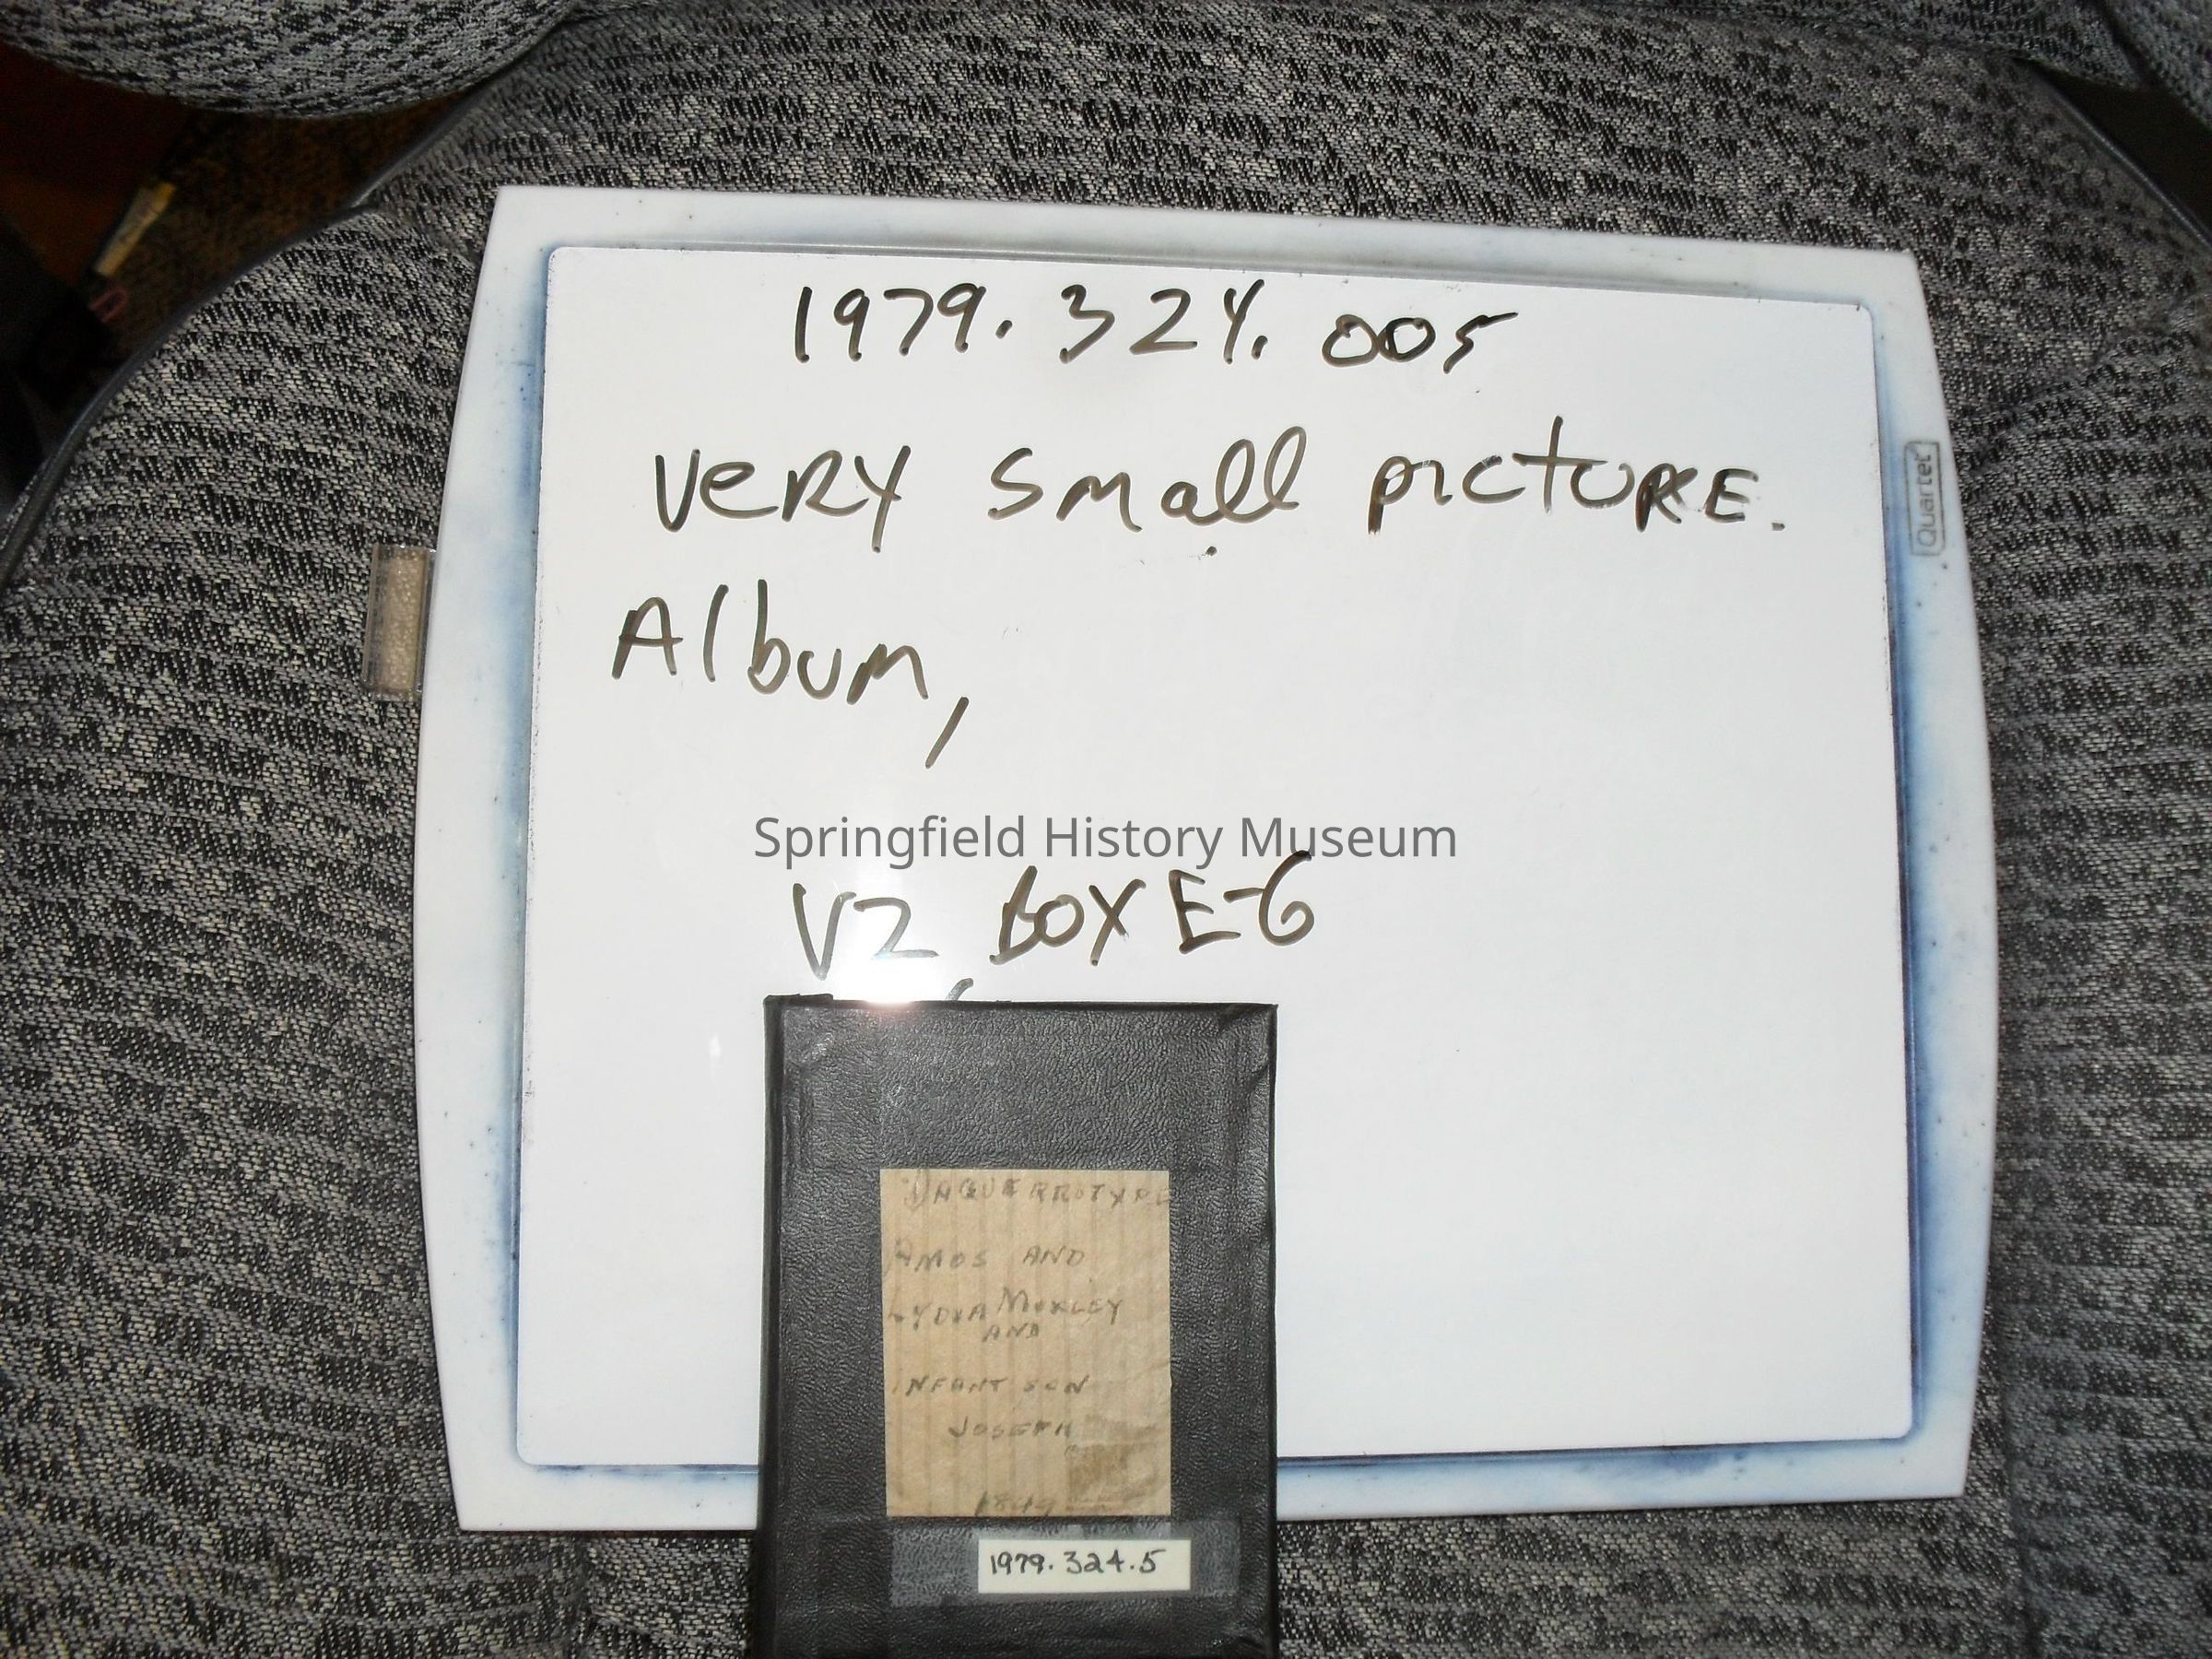 1979.324.005
VERY Small picTURE.
Album,
Quartet
Springfield History Museum
V2 BOX E-6
DAGUERROTYPE
AMOS AND
LYDIA MOXLEY
AND
INFANT SON
JOSEPH
1979.324.5